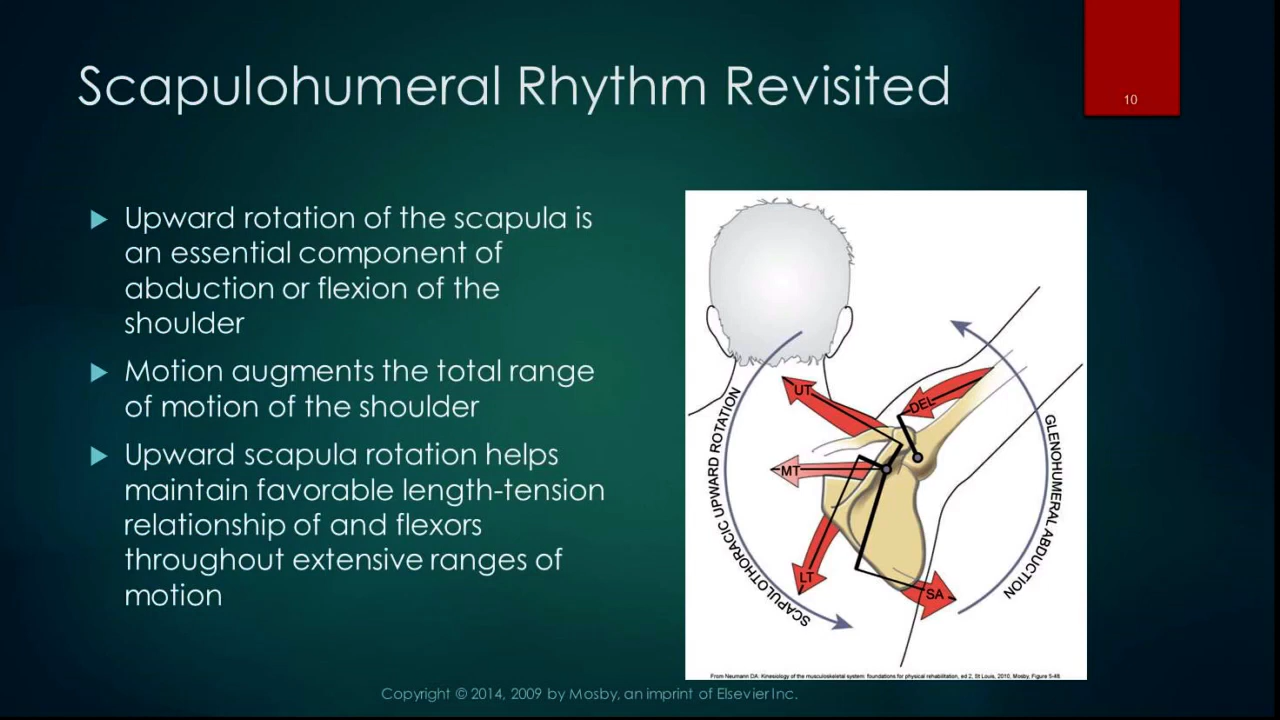 Scapulohumeral Rhythm Revisited
10
Upward rotation of the scapula is
an essential component of
abduction or flexion of the
shoulder
Motion augments the total range
of motion of the shoulder
Upward scapula rotation helps
maintain favorable length-tension
relationship of and flexors
throughout extensive ranges of
motion
UT
DEL
MT
LT
SA
SCAPULOTHORACIC UPWARD ROTATION
GLENOHUMERAL ABDUCTION
From Neumann DA: Kinesiology of the musculoskeletal system: foundations for physical rehabilitation, ed 2, St Louis, 2010, Mosby, Figure 5-48.
Copyright © 2014, 2009 by Mosby, an imprint of Elsevier Inc.